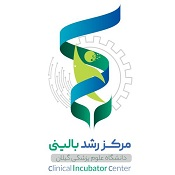 مرکز رشد بالینی
دانشگاه علوم پزشکی گیلان
Clinical Incubator Center